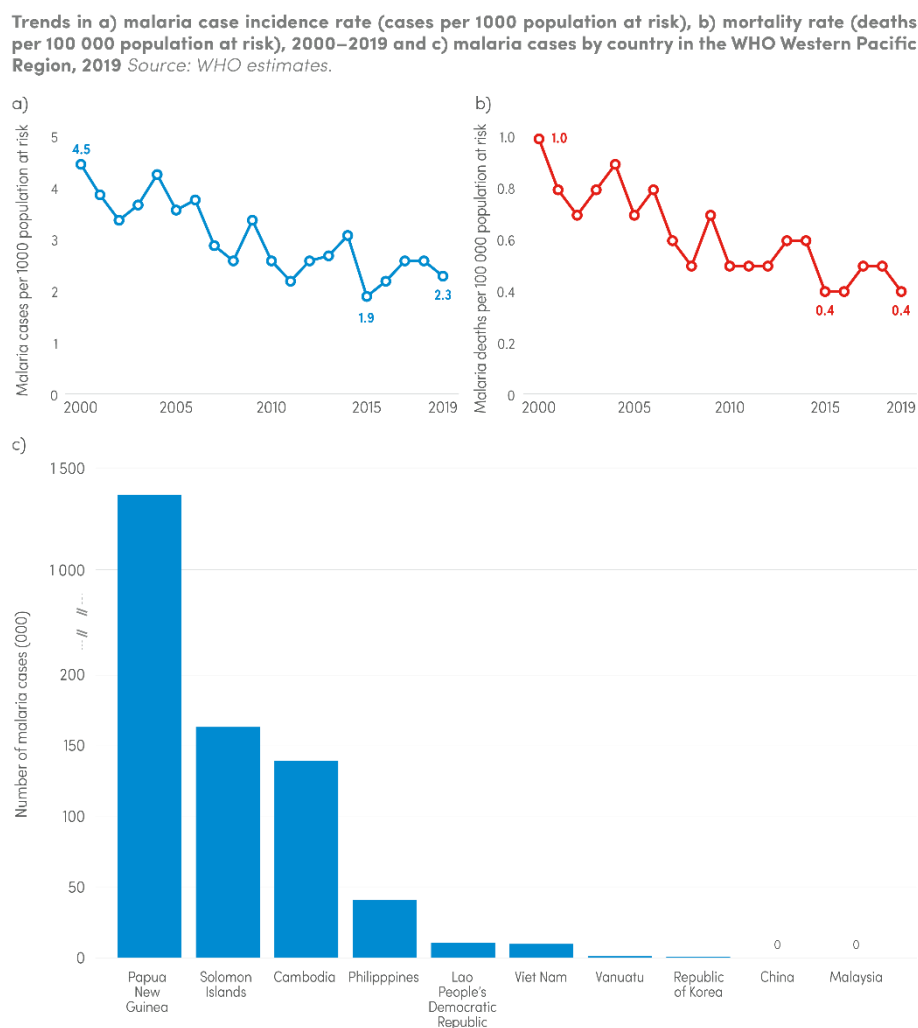 Trends in a) malaria case incidence rate (cases per 1000 population at risk), b) mortality rate (deaths
per 100 000 population at risk), 2000–2019 and c) malaria cases by country in the WHO Western Pacific
Region, 2019 Source: WHO estimates.
a)
Malaria cases per 1000 population at risk
5
4
3
2
1
0
4.5
1.9
2.3
2000
2005
2010
2015
2019
b)
Malaria deaths per 100 000 population at risk
1.0
0.8
0.6
0.4
0.2
0
1.0
0.4
0.4
2000
2005
2010
2015
2019
c)
Number of malaria cases (000)
1 500
1 000
... //
... //
200
150
100
50
0
0
0
Papua
New
Guinea
Solomon
Islands
Cambodia
Philipppines
Lao
People's
Democratic
Republic
Viet Nam
Vanuatu
Republic
of Korea
China
Malaysia